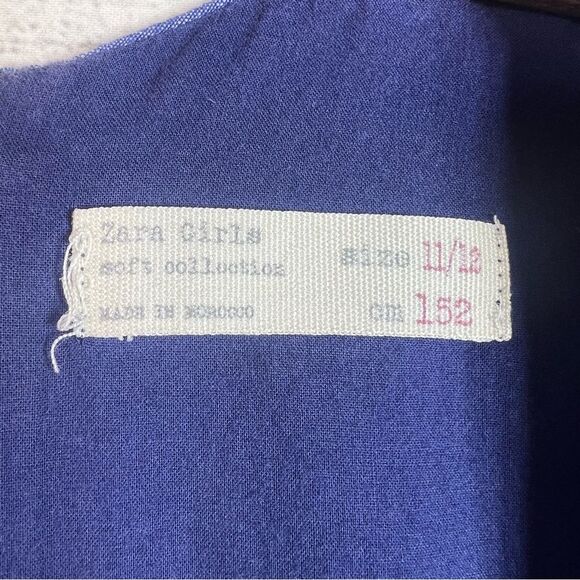 Zara Girls
soft collection
MADE IN MOROCCO
size 11/12
CM: 152